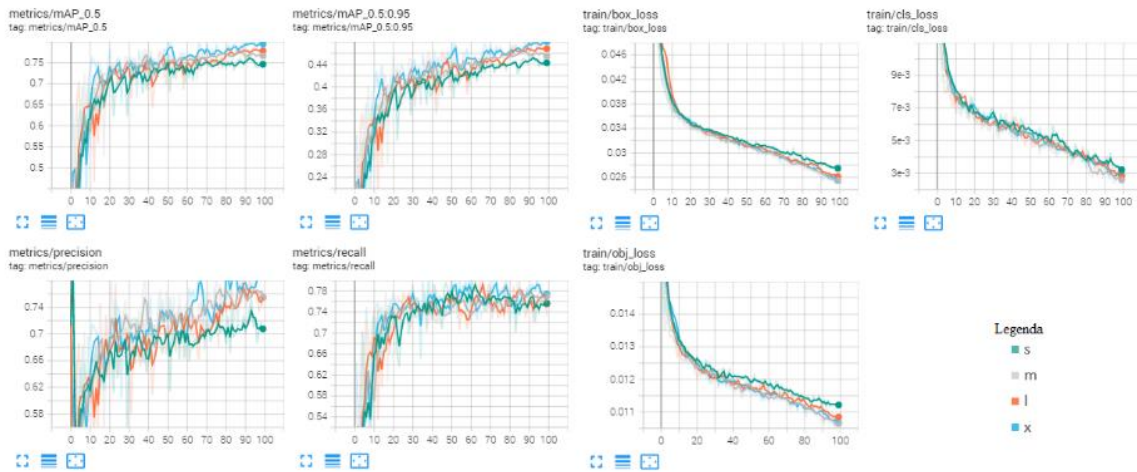 metrics/mAP_0.5
tag: metrics/mAP_0.5
0.75
0.7
0.65
0.6
0.55
0.5
0 10 20 30 40 50 60 70 80 90 100
metrics/mAP_0.5:0.95
tag: metrics/mAP_0.5:0.95
0.44
0.4
0.36
0.32
0.28
0.24
0 10 20 30 40 50 60 70 80 90 100
train/box_loss
tag: train/box_loss
0.046
0.042
0.038
0.034
0.03
0.026
0 10 20 30 40 50 60 70 80 90 100
train/cls_loss
tag: train/cls_loss
9e-3
7e-3
5e-3
3e-3
0 10 20 30 40 50 60 70 80 90 100
metrics/precision
tag: metrics/precision
0.74
0.7
0.66
0.62
0.58
0 10 20 30 40 50 60 70 80 90 100
metrics/recall
tag: metrics/recall
0.78
0.74
0.7
0.66
0.62
0.58
0.54
0 10 20 30 40 50 60 70 80 90 100
train/obj_loss
tag: train/obj_loss
0.014
0.013
0.012
0.011
0 20 40 60 80 100
Legenda
s
m
l
x